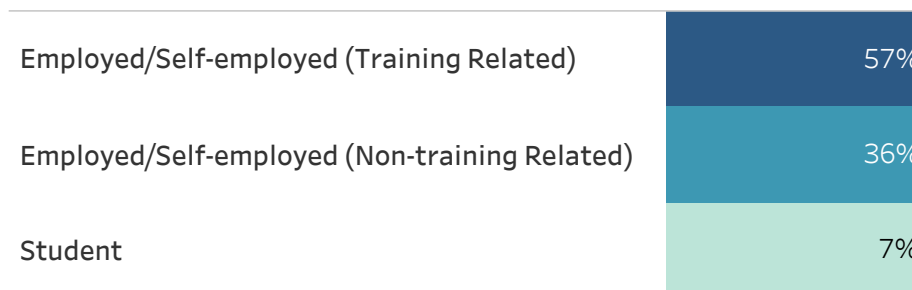 Employed/Self-employed (Training Related) 57%
Employed/Self-employed (Non-training Related) 36%
Student 7%